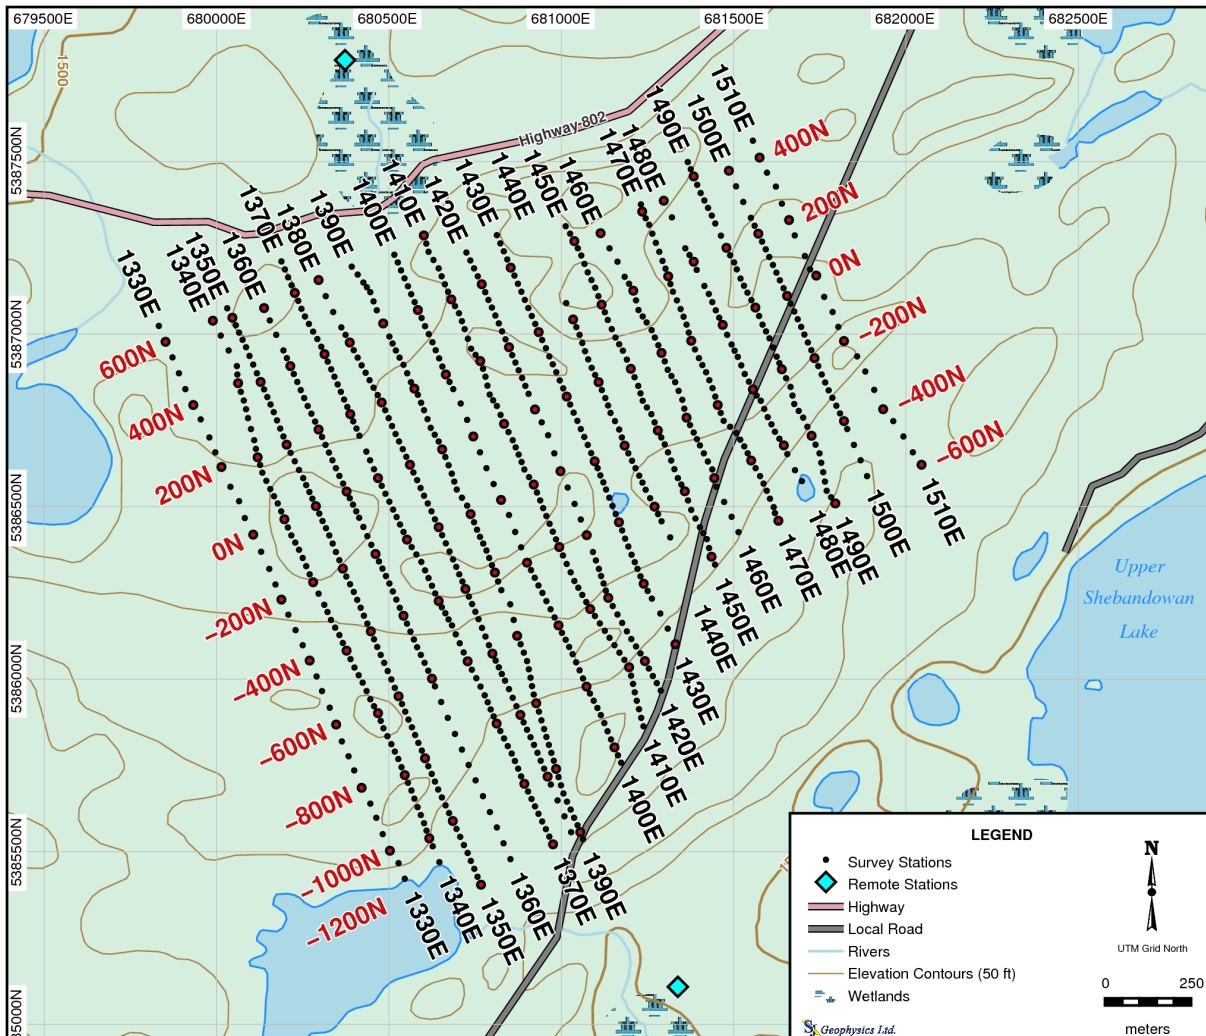 679500E
680000E
680500E
681000E
681500E
682000E
682500E
1500
5387500N
5387000N
5386500N
5386000N
5385500N
5385000N
Highway 802
1330E
1340E
1350E
1360E
1370E
1380E
1390E
1400E
1410E
1420E
1430E
1440E
1450E
1460E
1470E
1480E
1490E
1500E
1510E
400N
200N
0N
−200N
−400N
−600N
600N
400N
200N
0N
−200N
−400N
−600N
−800N
−1000N
−1200N
1510E
1500E
1490E
1480E
1470E
1460E
1450E
1440E
1430E
1420E
1410E
1400E
1390E
1370E
1360E
1350E
1340E
1330E
Upper
Shebandowan
Lake
LEGEND
Survey Stations
Remote Stations
Highway
Local Road
Rivers
Elevation Contours (50 ft)
Wetlands
N
UTM Grid North
0 250
meters
Geophysics Ltd.